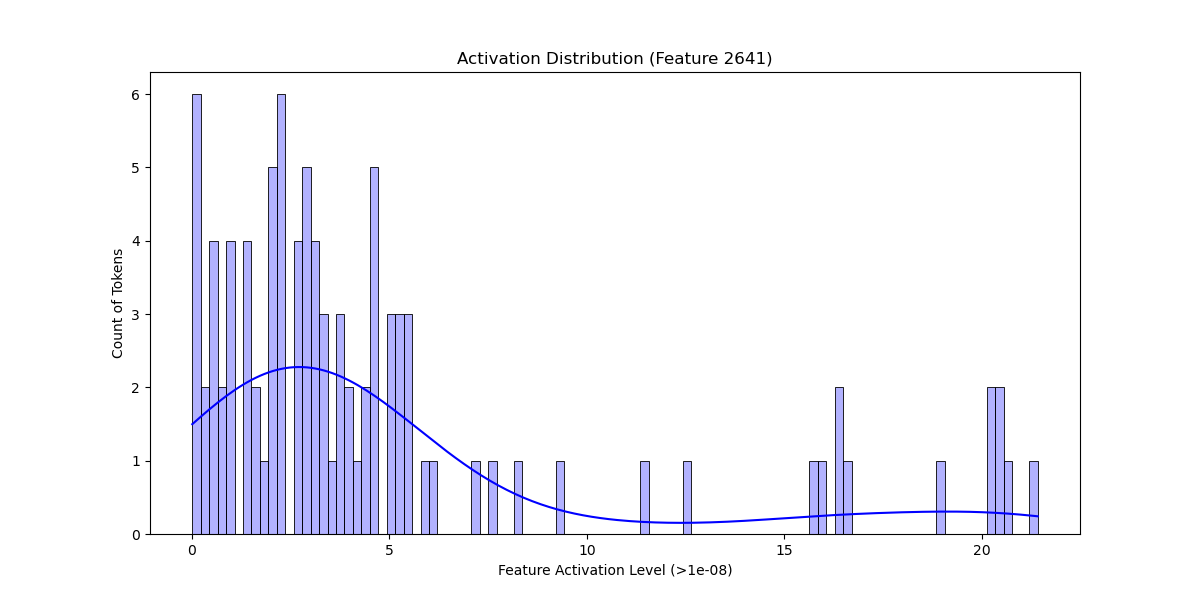 Activation Distribution (Feature 2641)
Count of Tokens
6
5
4
3
2
1
0
0 5 10 15 20
Feature Activation Level (>1e-08)